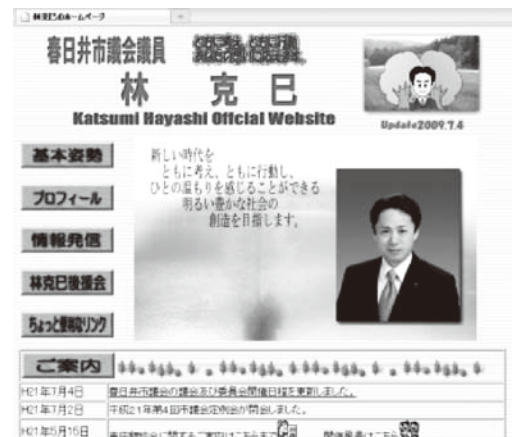 林克巳のホームページ
春日井市議会議員
林 克 巳
Katsumi Hayashi Offcial Website
Update2009.7.4
基本姿勢
プロフィール
情報発信
林克巳後援会
ちょっと便利なリンク
新しい時代を
ともに考え、ともに行動し、
ひとの温もりを感じることができる
明るい豊かな社会の
創造を目指します。
ご案内
H21年7月4日 春日井市議会の議会及び委員会開催日程を更新しました。
H21年7月2日 平成21年第4回市議会定例会が閉会しました。
H21年5月15日